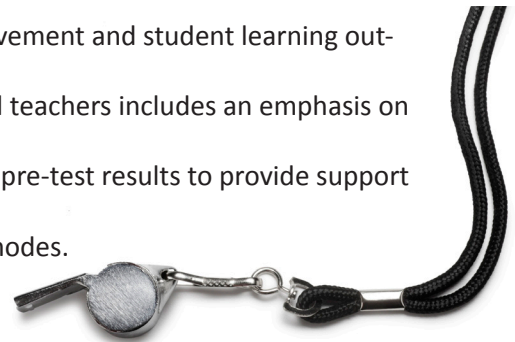 vement and student learning out-
l teachers includes an emphasis on
pre-test results to provide support
nodes.